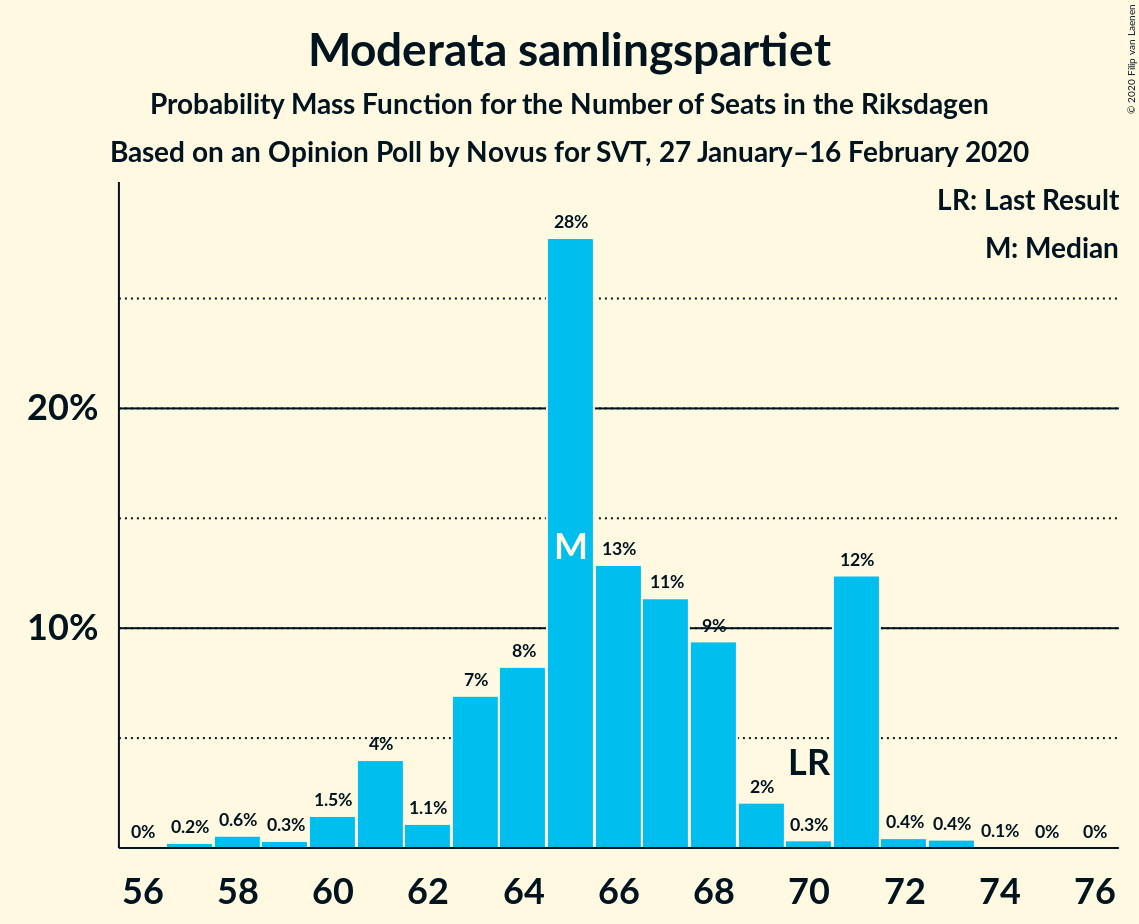 Moderata samlingspartiet
Probability Mass Function for the Number of Seats in the Riksdagen
Based on an Opinion Poll by Novus for SVT, 27 January–16 February 2020
© 2020 Filip van Laenen
LR: Last Result
M: Median
20%
10%
0%
0.2%
0.6%
0.3%
1.5%
4%
1.1%
7%
8%
28%
M
13%
11%
9%
2%
LR
0.3%
12%
0.4%
0.4%
0.1%
0%
0%
56 58 60 62 64 66 68 70 72 74 76